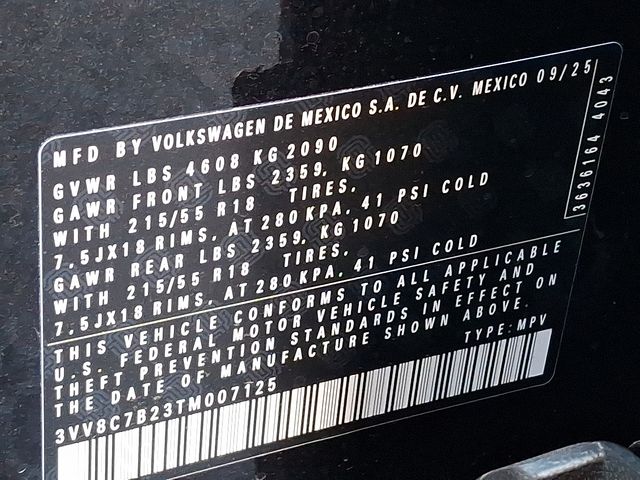 MFD BY VOLKSWAGEN DE MEXICO S.A. DE C.V. MEXICO 09/25
GVWR LBS 4608 KG 2090
GAWR FRONT LBS 2359, KG 1070
WITH 215/55 R18 TIRES,
7,5JX18 RIMS, AT 280 KPA, 41 PSI COLD
GAWR REAR LBS 2359, KG 1070
WITH 215/55 R18 TIRES,
7,5JX18 RIMS, AT 280 KPA, 41 PSI COLD
THIS VEHICLE CONFORMS TO ALL APPLICABLE
U.S. FEDERAL MOTOR VEHICLE SAFETY AND
THEFT PREVENTION STANDARDS IN EFFECT ON
THE DATE OF MANUFACTURE SHOWN ABOVE.
TYPE: MPV
3VV8C7B23TM007125
3636164 4043